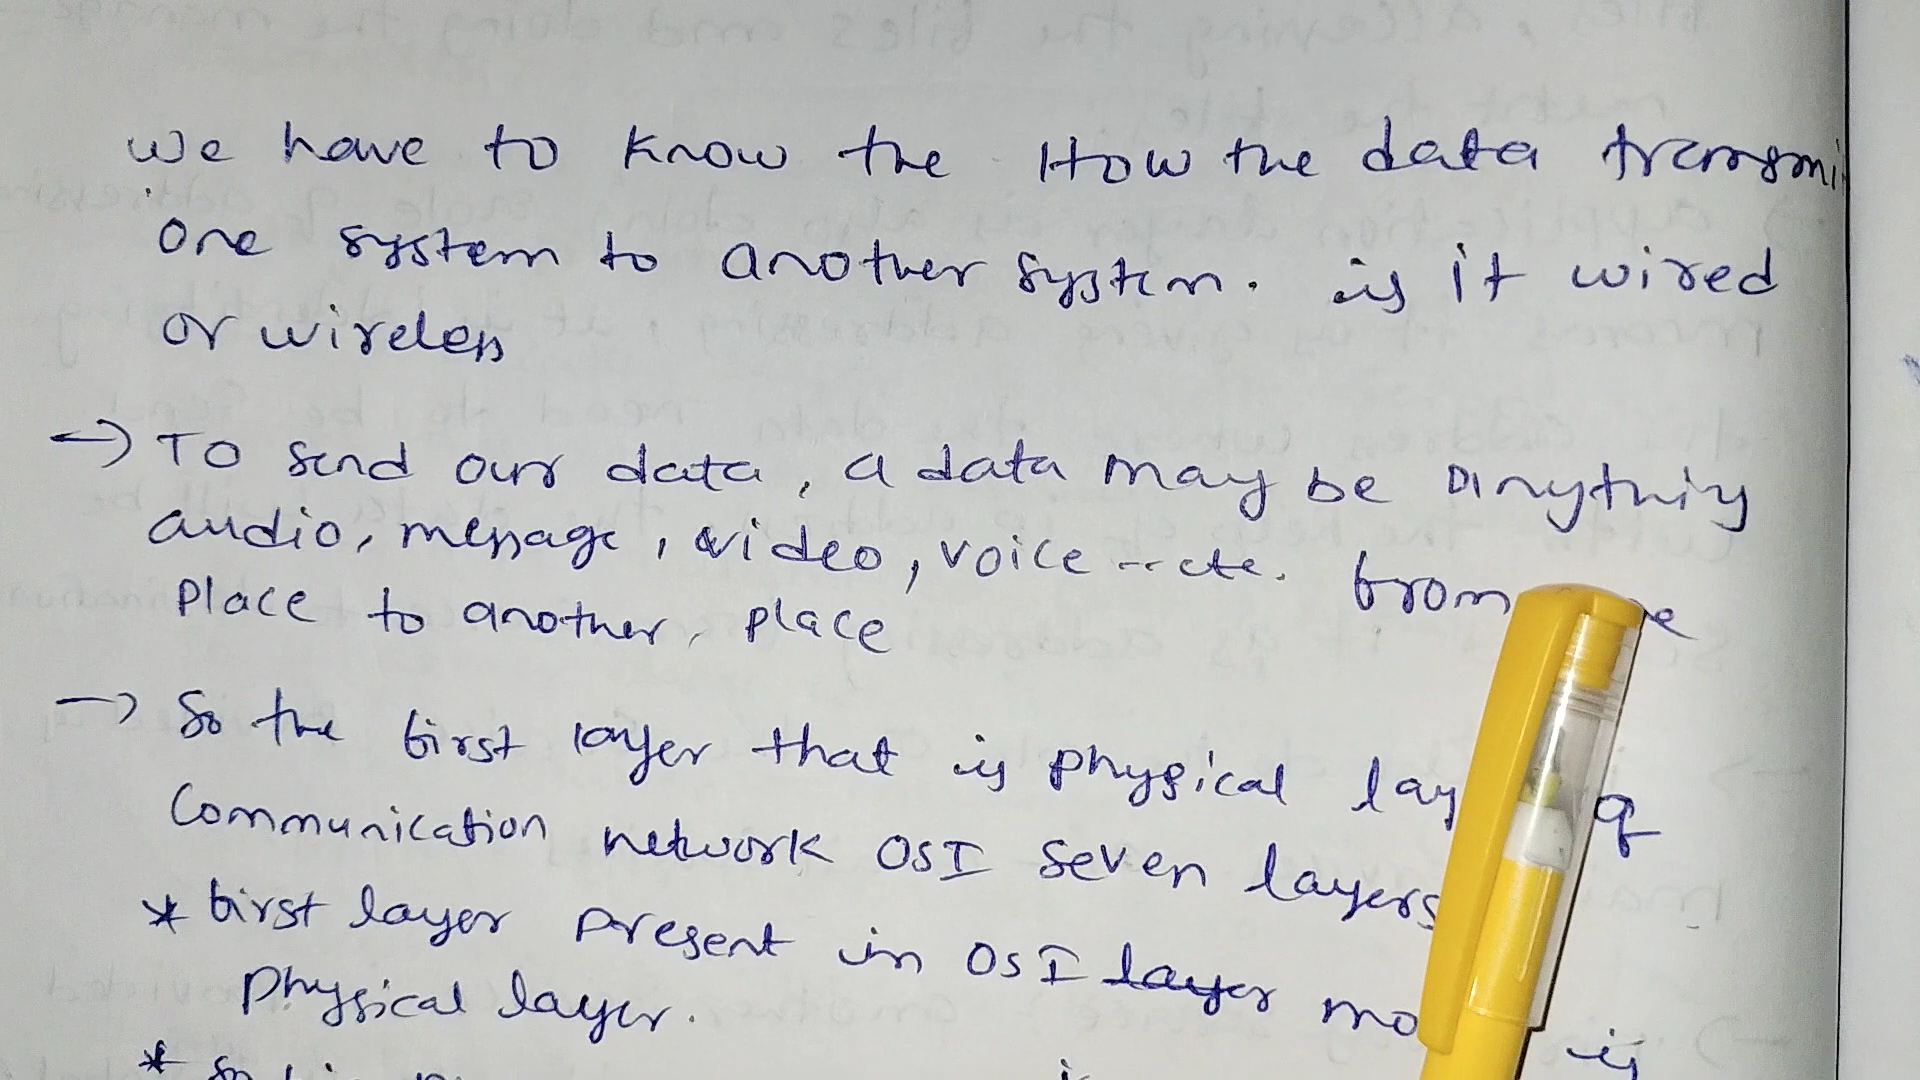 We have to know the How the data transmi
one system to another system. is it wired
or wireless
→ To send our data, a data may be anything
audio, message, video, voice --- etc. from
place to another, place
→ So the first layer that is physical lay of
Communication network OSI seven layers
* first layer present in OSI layer mo is
physical layer.
* So